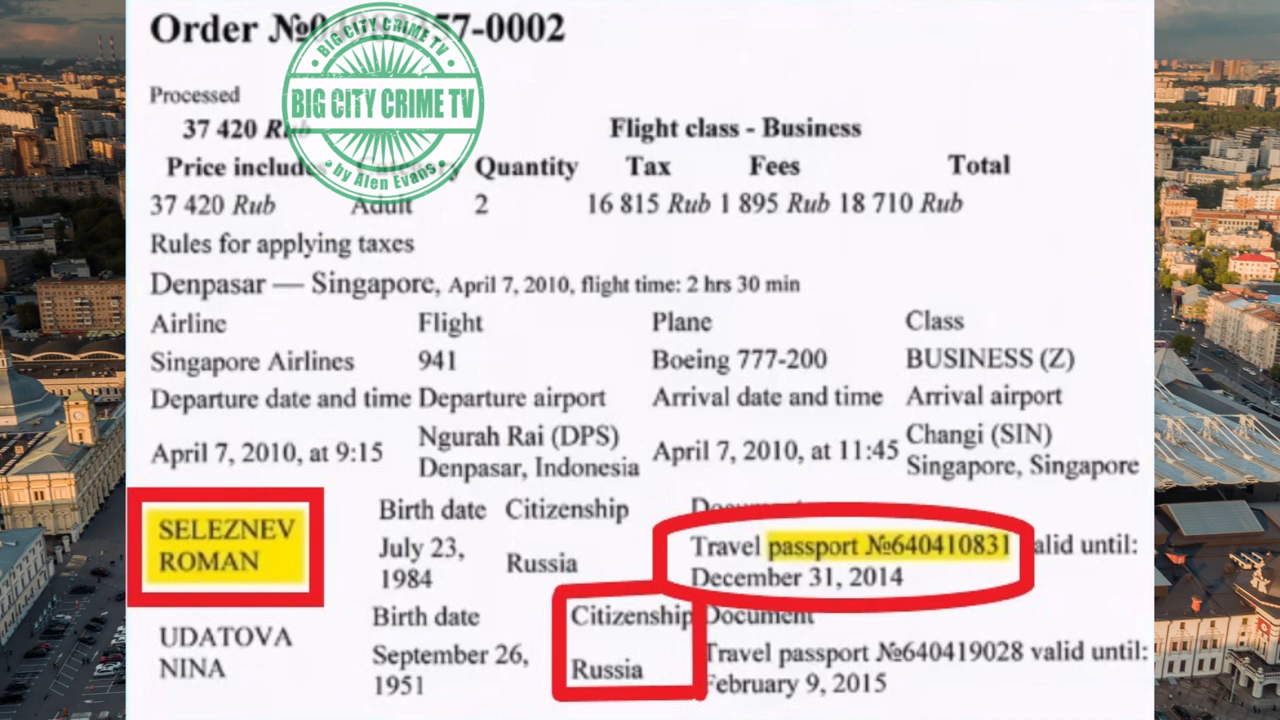 Order №
7-0002
BIG CITY CRIME TV
BIG CITY CRIME TV
by Alen Evans
Processed
37 420 Rub
Flight class - Business
Price includ Quantity Tax Fees Total
37 420 Rub Adult 2 16 815 Rub 1 895 Rub 18 710 Rub
Rules for applying taxes
Denpasar — Singapore, April 7, 2010, flight time: 2 hrs 30 min
Airline Flight Plane Class
Singapore Airlines 941 Boeing 777-200 BUSINESS (Z)
Departure date and time Departure airport Arrival date and time Arrival airport
April 7, 2010, at 9:15 Ngurah Rai (DPS) April 7, 2010, at 11:45 Changi (SIN)
Denpasar, Indonesia Singapore, Singapore
Birth date Citizenship Document
SELEZNEV July 23, Russia Travel passport №640410831 alid until:
ROMAN 1984 December 31, 2014
Birth date Citizenship Document
UDATOVA September 26, Russia Travel passport №640419028 valid until:
NINA 1951 February 9, 2015